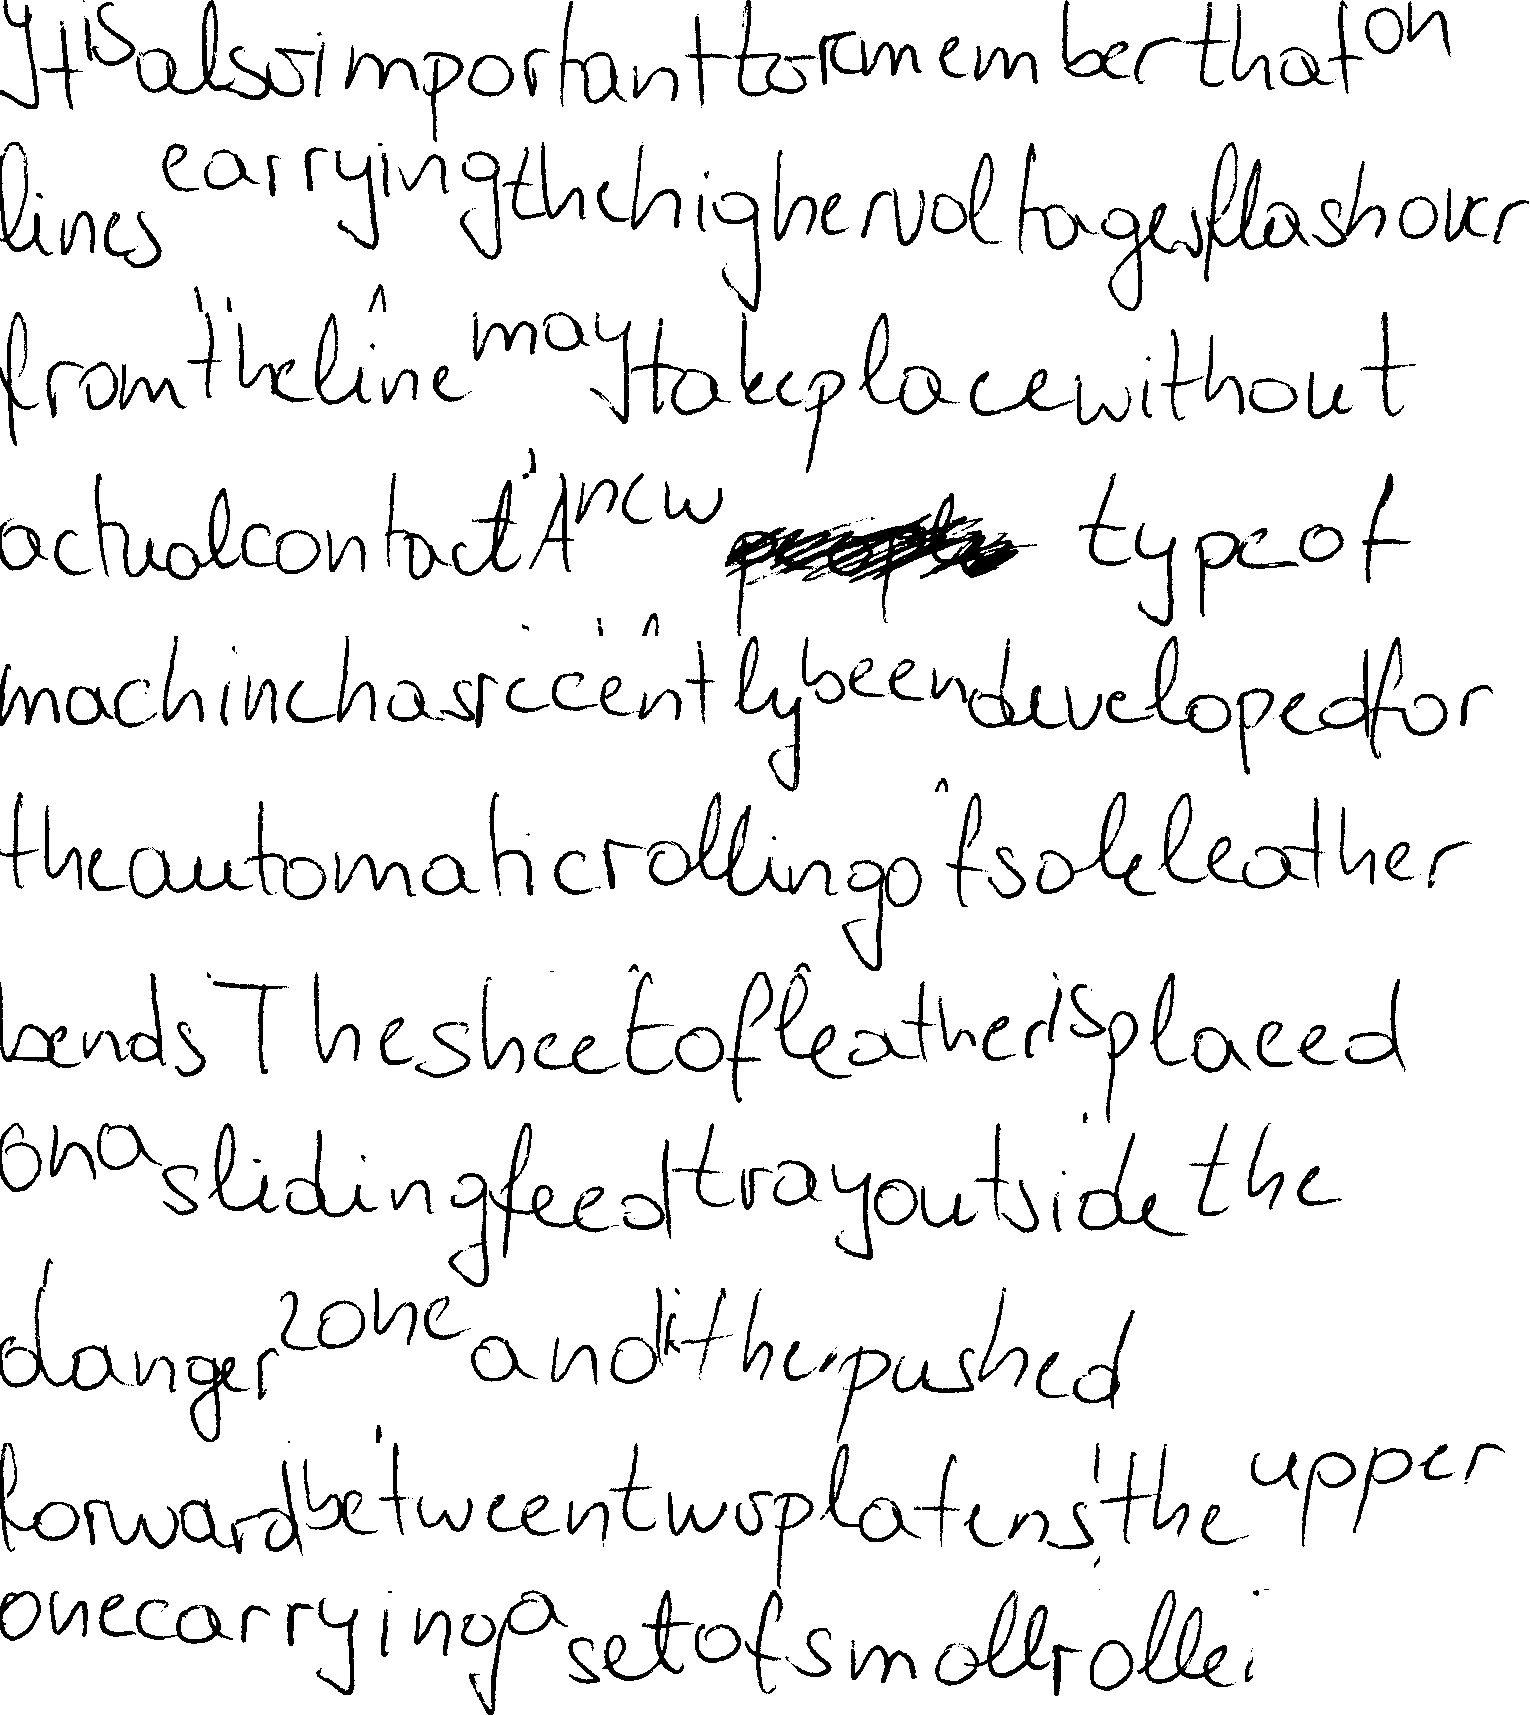 It is also important to remember that on
lines carrying the higher voltages flashover
from the line may take place without
actual contact A new type of
machine has recently been developed for
the automatic rolling of sole leather
bends The sheet of leather is placed
on a sliding feed tray outside the
danger zone and the pushed
forward between two platens the upper
one carrying a set of small